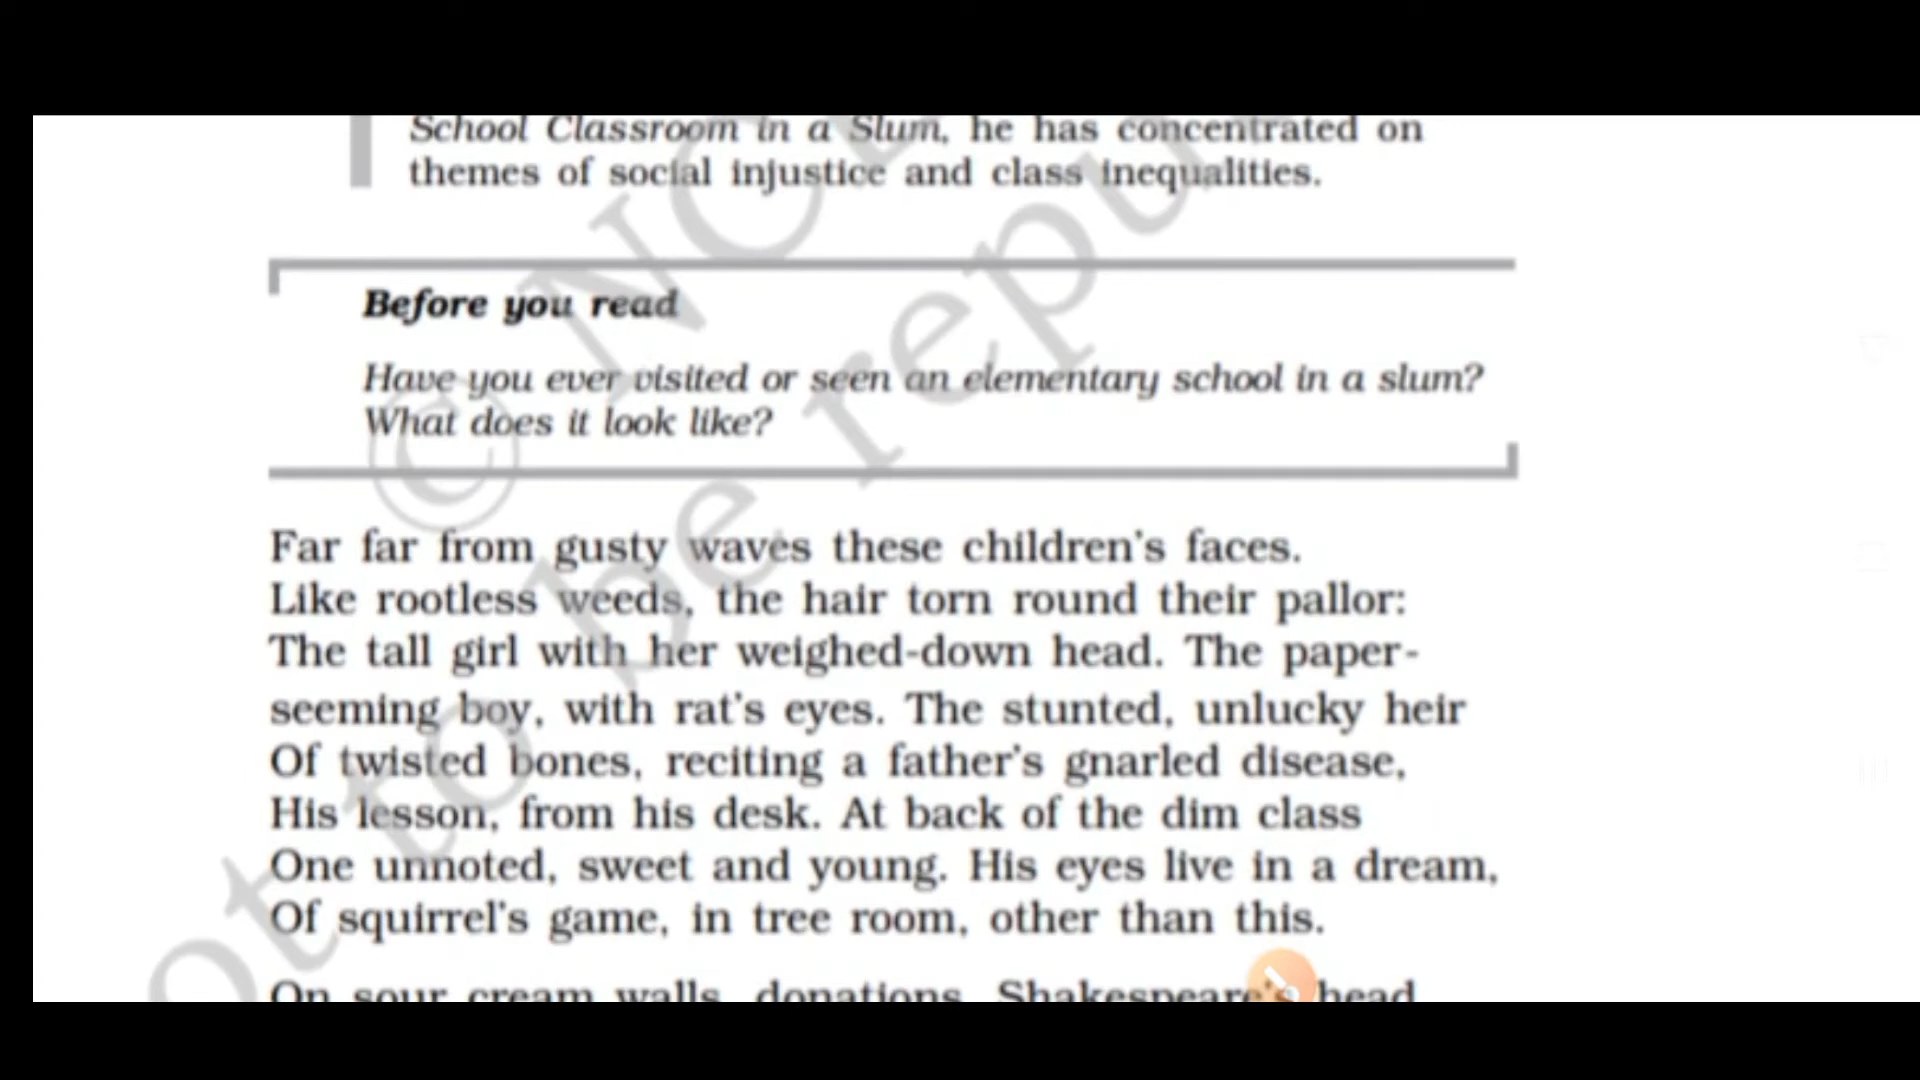 School Classroom in a Slum, he has concentrated on
themes of social injustice and class inequalities.
Before you read
Have you ever visited or seen an elementary school in a slum?
What does it look like?
Far far from gusty waves these children's faces.
Like rootless weeds, the hair torn round their pallor:
The tall girl with her weighed-down head. The paper-
seeming boy, with rat's eyes. The stunted, unlucky heir
Of twisted bones, reciting a father's gnarled disease,
His lesson, from his desk. At back of the dim class
One unnoted, sweet and young. His eyes live in a dream,
Of squirrel's game, in tree room, other than this.
On sour cream walls, donations. Shakespeare's head
© NC
not to be repu